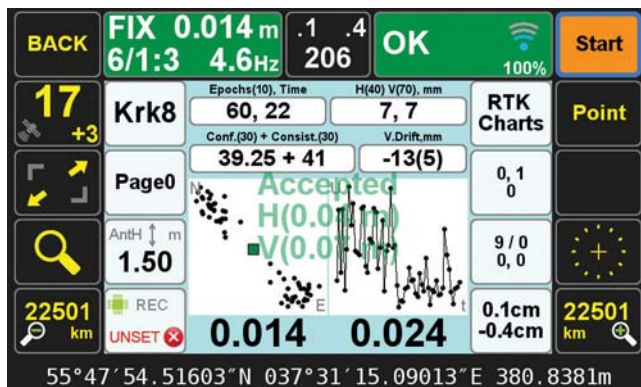 BACK
FIX 0.014 m
6/1:3 4.6Hz
.1 .4
206
OK
100%
Start
17
+3
Krk8
Epochs(10), Time
60, 22
H(40) V(70), mm
7, 7
RTK
Charts
Point
Conf.(30) + Consist.(30)
39.25 + 41
V.Drift,mm
-13(5)
Page0
0, 1
0
N
U
Accepted
H(0.0
V(0.0
E
t
AntH m
1.50
9 / 0
0, 0
22501
km
REC
UNSET
0.014
0.024
0.1cm
-0.4cm
22501
km
55°47′54.51603″N 037°31′15.09013″E 380.8381m